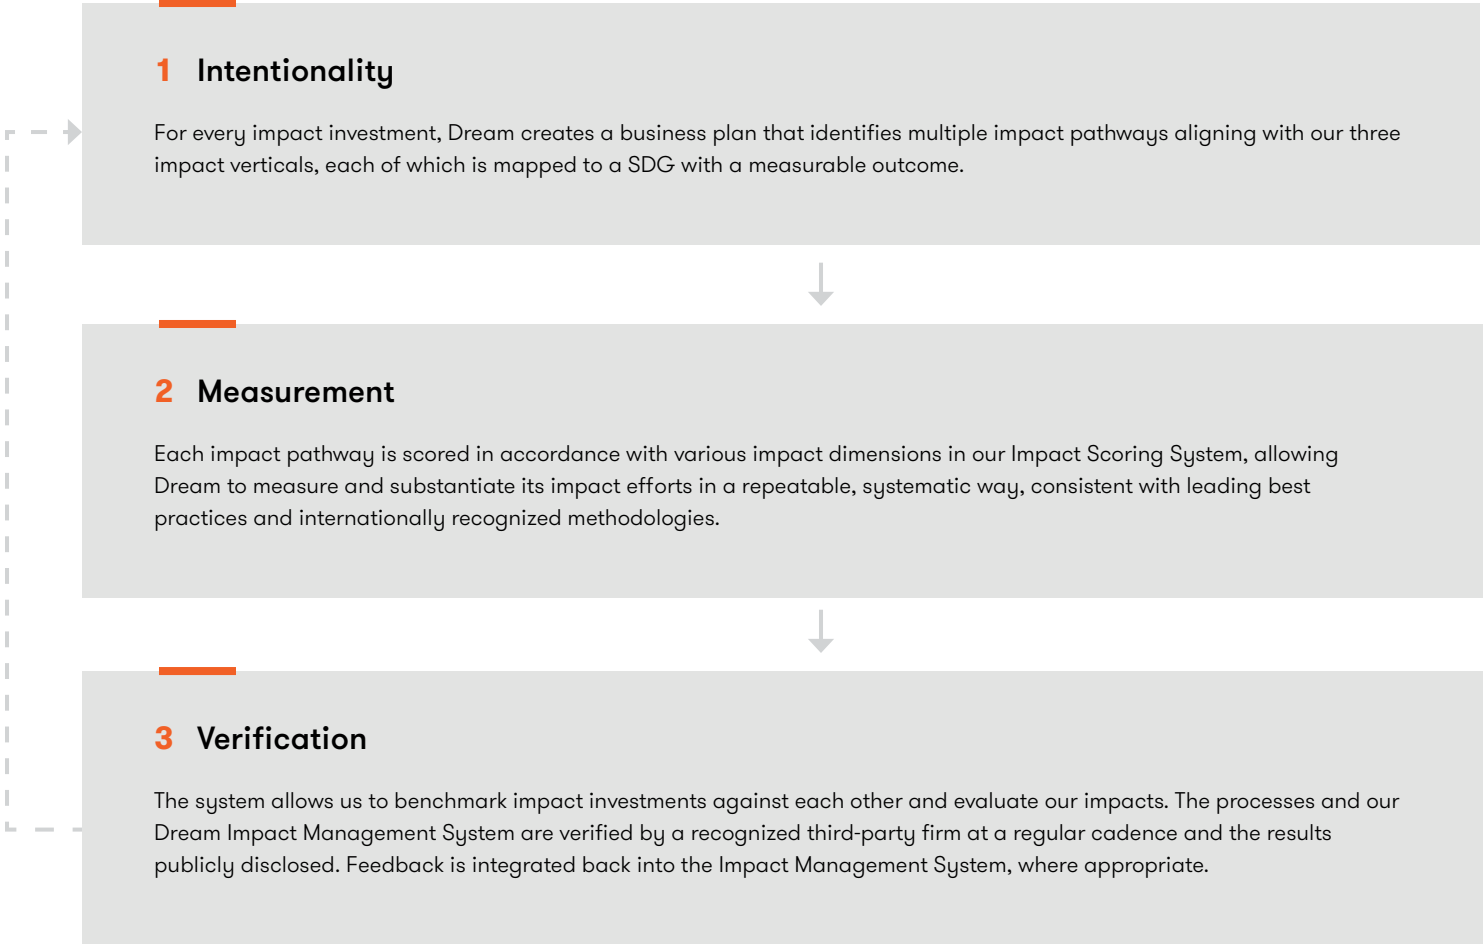 1 Intentionality
For every impact investment, Dream creates a business plan that identifies multiple impact pathways aligning with our three
impact verticals, each of which is mapped to a SDG with a measurable outcome.
2 Measurement
Each impact pathway is scored in accordance with various impact dimensions in our Impact Scoring System, allowing
Dream to measure and substantiate its impact efforts in a repeatable, systematic way, consistent with leading best
practices and internationally recognized methodologies.
3 Verification
The system allows us to benchmark impact investments against each other and evaluate our impacts. The processes and our
Dream Impact Management System are verified by a recognized third-party firm at a regular cadence and the results
publicly disclosed. Feedback is integrated back into the Impact Management System, where appropriate.